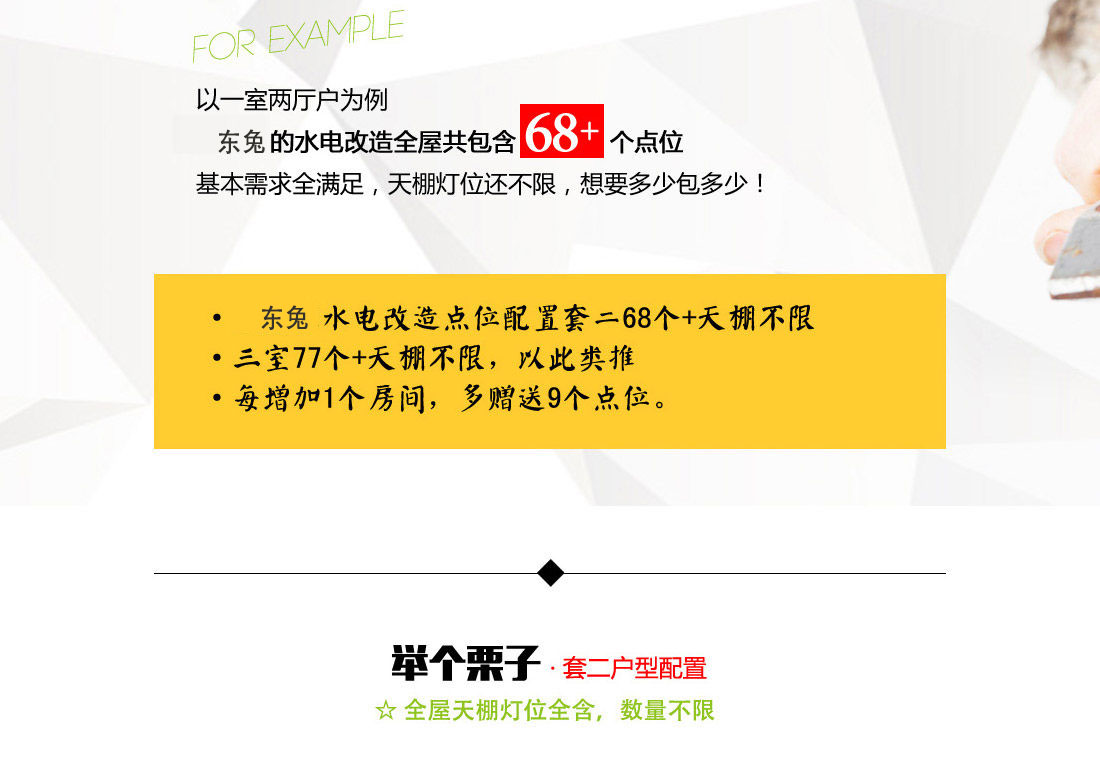 FOR EXAMPLE
以一室两厅户为例
东兔的水电改造全屋共包含68+个点位
基本需求全满足，天棚灯位还不限，想要多少包多少！
• 东兔 水电改造点位配置套二68个+天棚不限
• 三室77个+天棚不限，以此类推
• 每增加1个房间，多赠送9个点位。
举个栗子·套二户型配置
☆ 全屋天棚灯位全含，数量不限